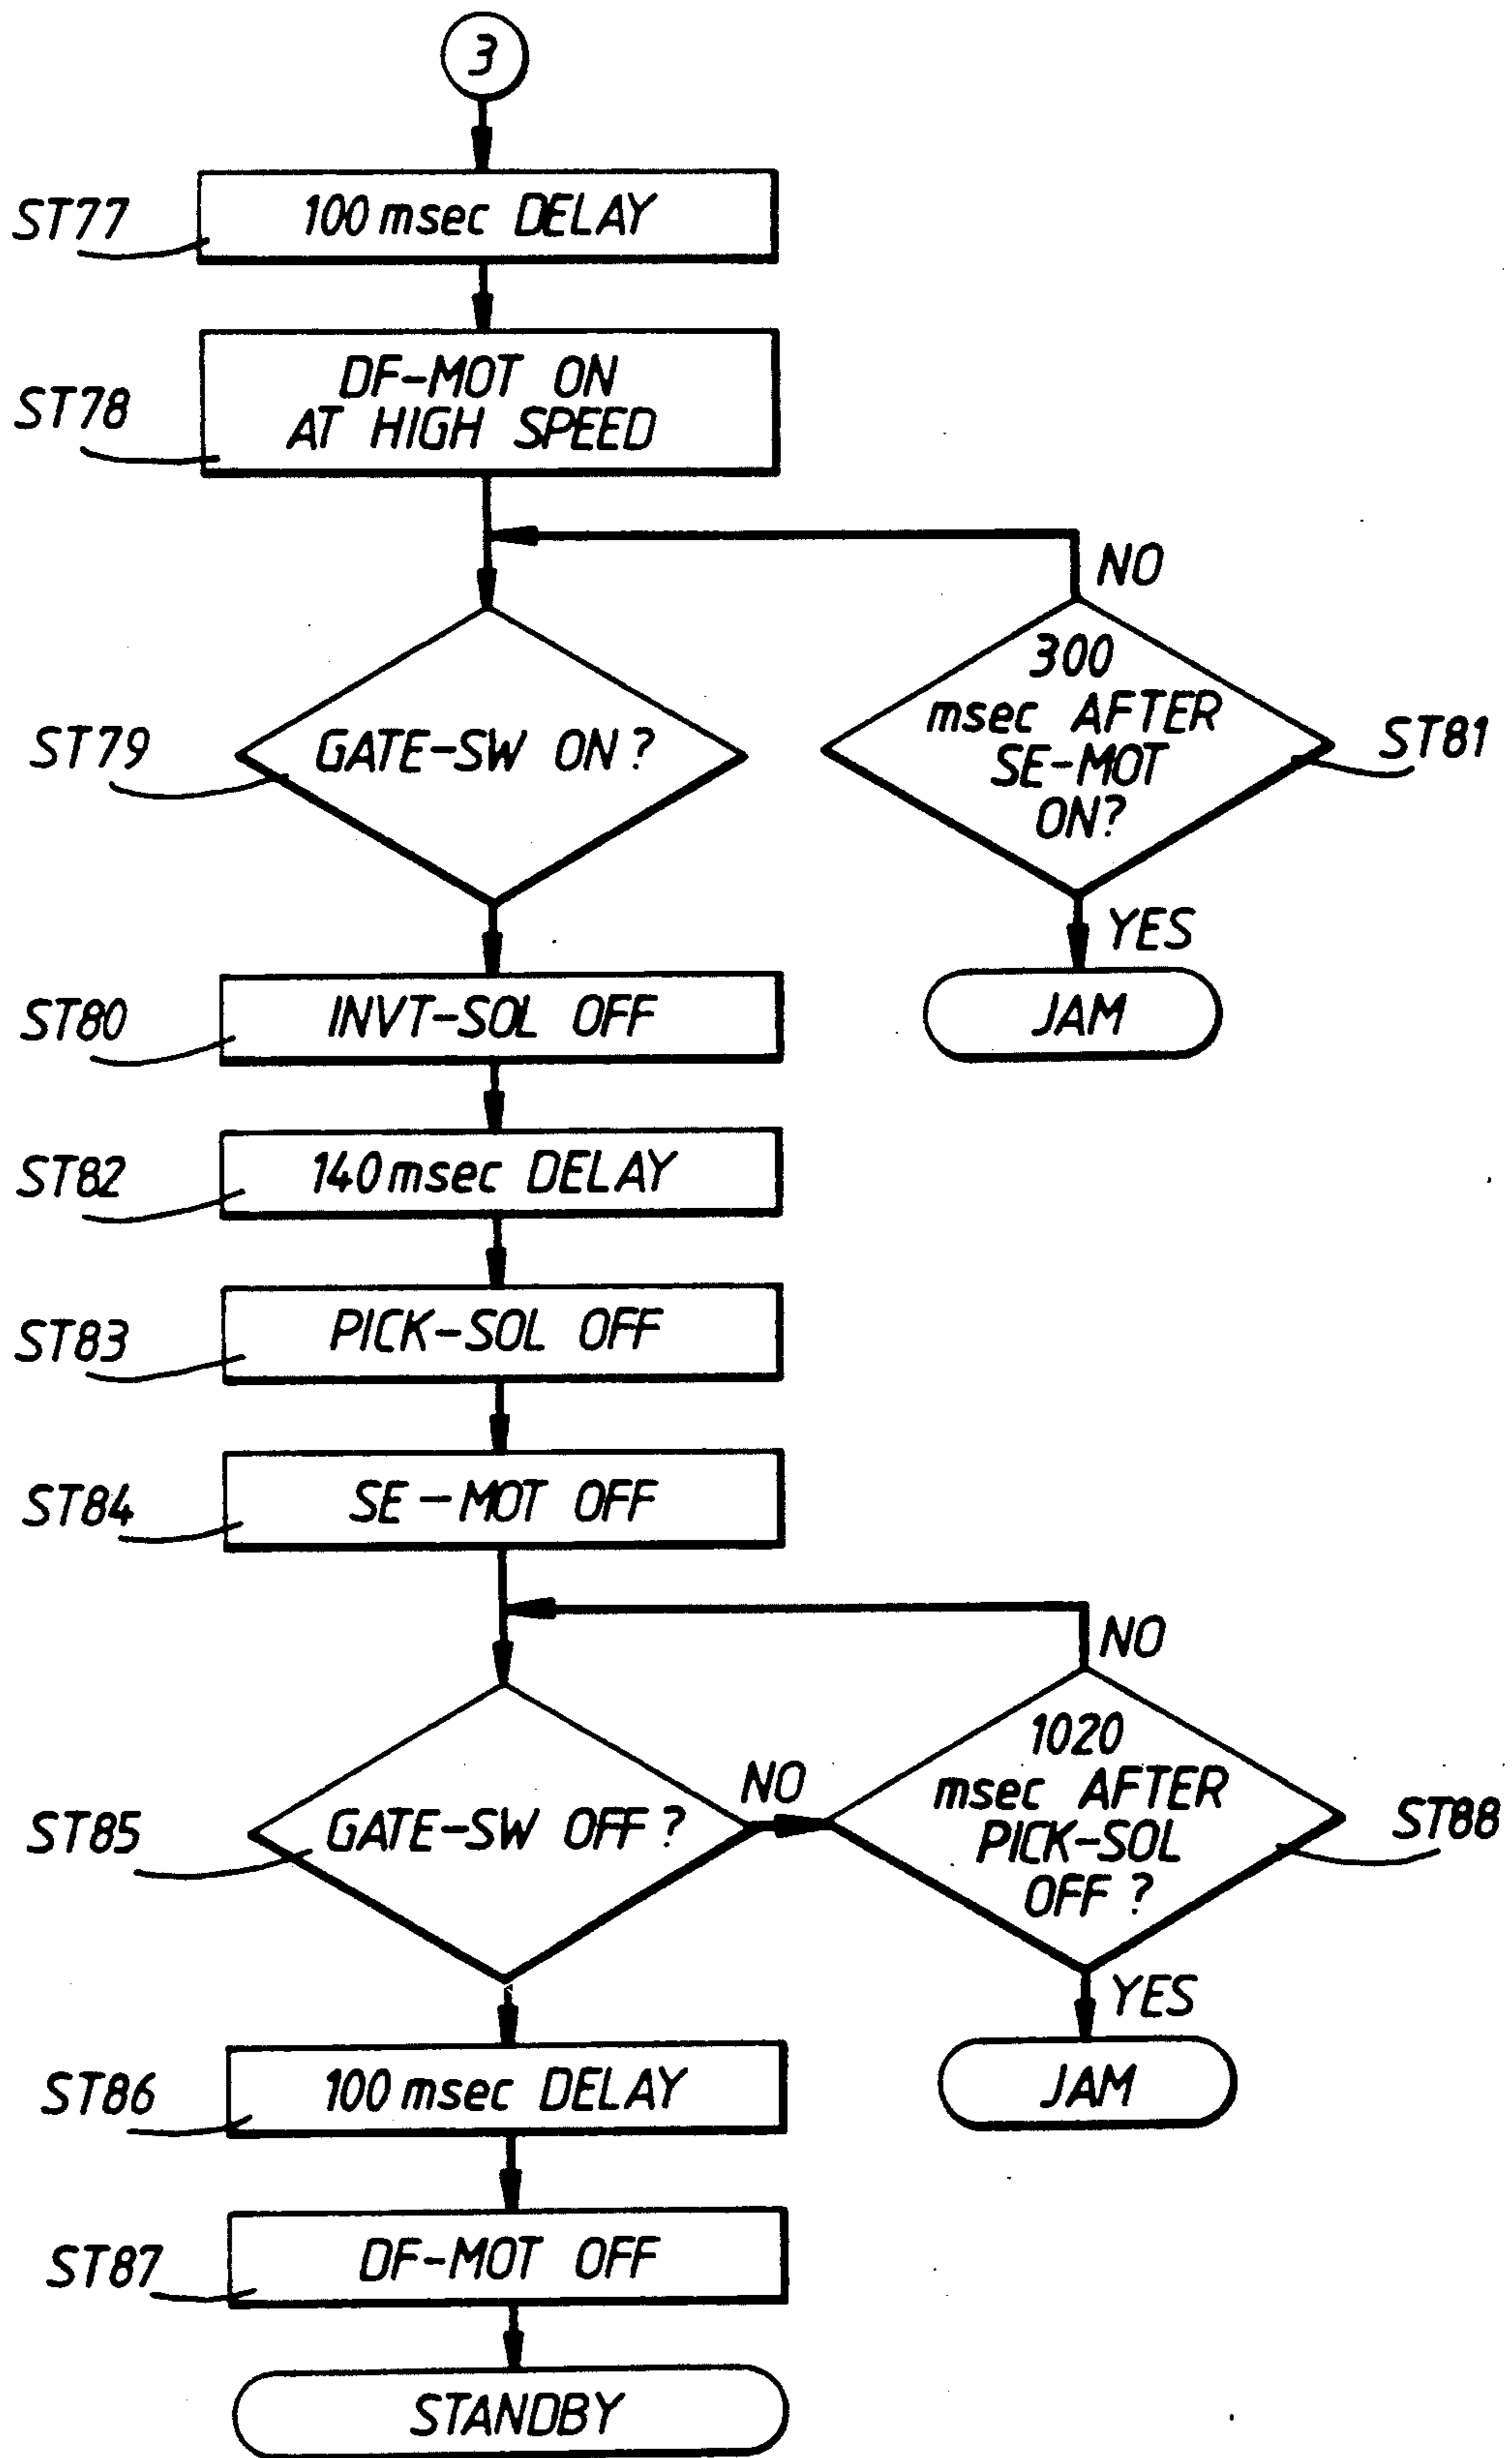 3
ST77
100 msec DELAY
ST78
DF-MOT ON
AT HIGH SPEED
NO
ST79
GATE-SW ON?
300
msec AFTER
SE-MOT
ON?
ST81
YES
ST80
INVT-SOL OFF
JAM
ST82
140 msec DELAY
ST83
PICK-SOL OFF
ST84
SE-MOT OFF
NO
ST85
GATE-SW OFF?
NO
1020
msec AFTER
PICK-SOL
OFF?
ST88
YES
ST86
100 msec DELAY
JAM
ST87
DF-MOT OFF
STANDBY